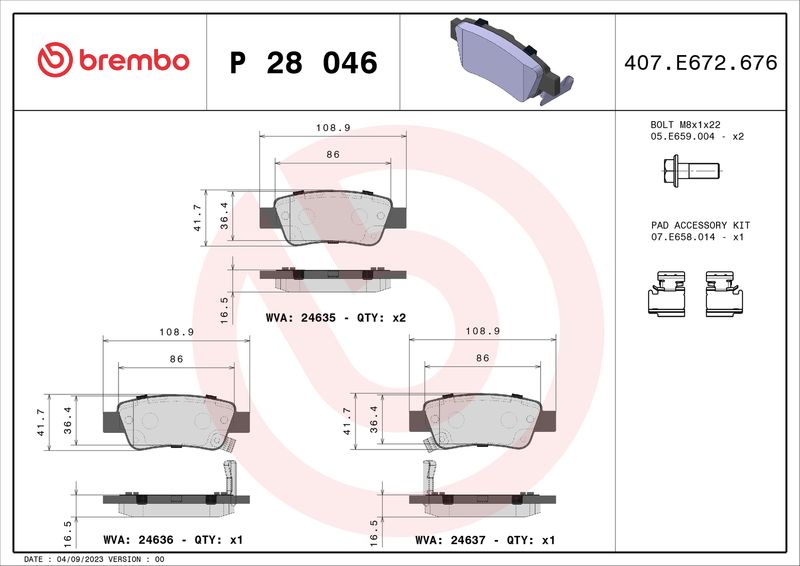 brembo
P 28 046
407.E672.676
BOLT M8x1x22
05.E659.004 - x2
PAD ACCESSORY KIT
07.E658.014 - x1
108.9
86
41.7
36.4
16.5
WVA: 24635 - QTY: x2
108.9
86
41.7
36.4
16.5
WVA: 24636 - QTY: x1
108.9
86
41.7
36.4
16.5
WVA: 24637 - QTY: x1
DATE : 04/09/2023 VERSION : 00